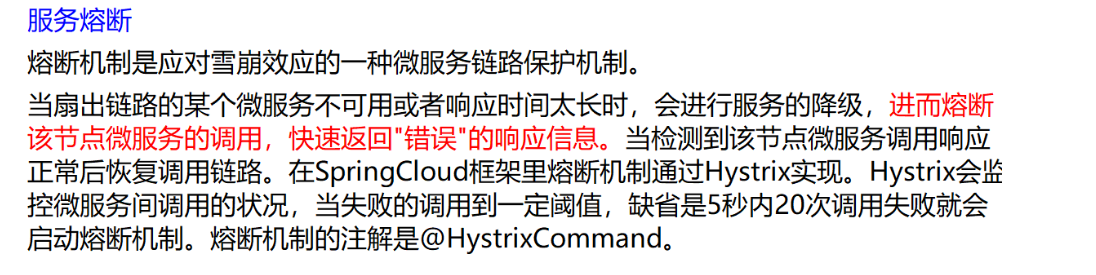 服务熔断
熔断机制是应对雪崩效应的一种微服务链路保护机制。
当扇出链路的某个微服务不可用或者响应时间太长时，会进行服务的降级，进而熔断
该节点微服务的调用，快速返回"错误"的响应信息。当检测到该节点微服务调用响应
正常后恢复调用链路。在SpringCloud框架里熔断机制通过Hystrix实现。Hystrix会监
控微服务间调用的状况，当失败的调用到一定阈值，缺省是5秒内20次调用失败就会
启动熔断机制。熔断机制的注解是@HystrixCommand。